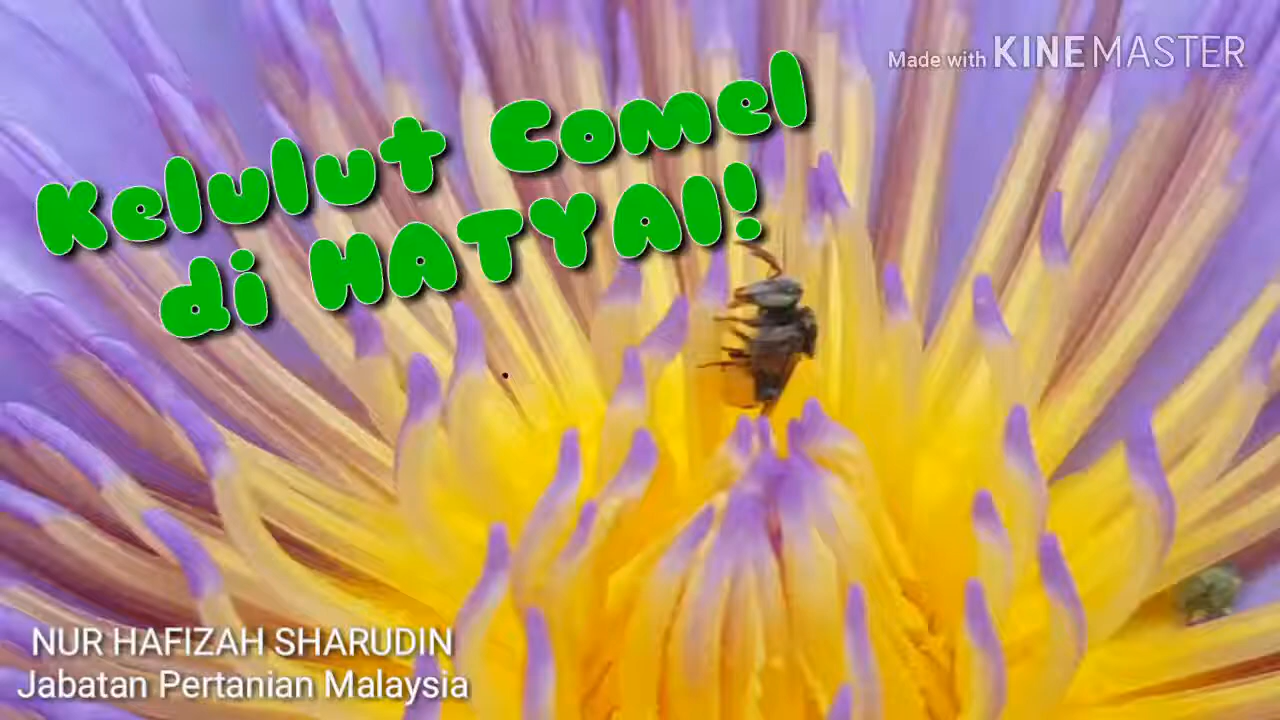 Made with KINEMASTER
Kelulut Comel
di HATYAI!
NUR HAFIZAH SHARUDIN
Jabatan Pertanian Malaysia